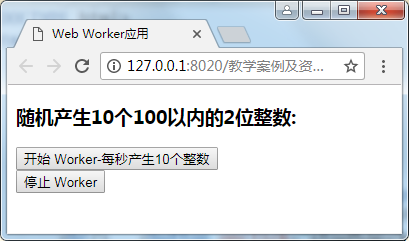 Web Worker应用
127.0.0.1:8020/教学案例及资...
随机产生10个100以内的2位整数:
开始 Worker-每秒产生10个整数
停止 Worker